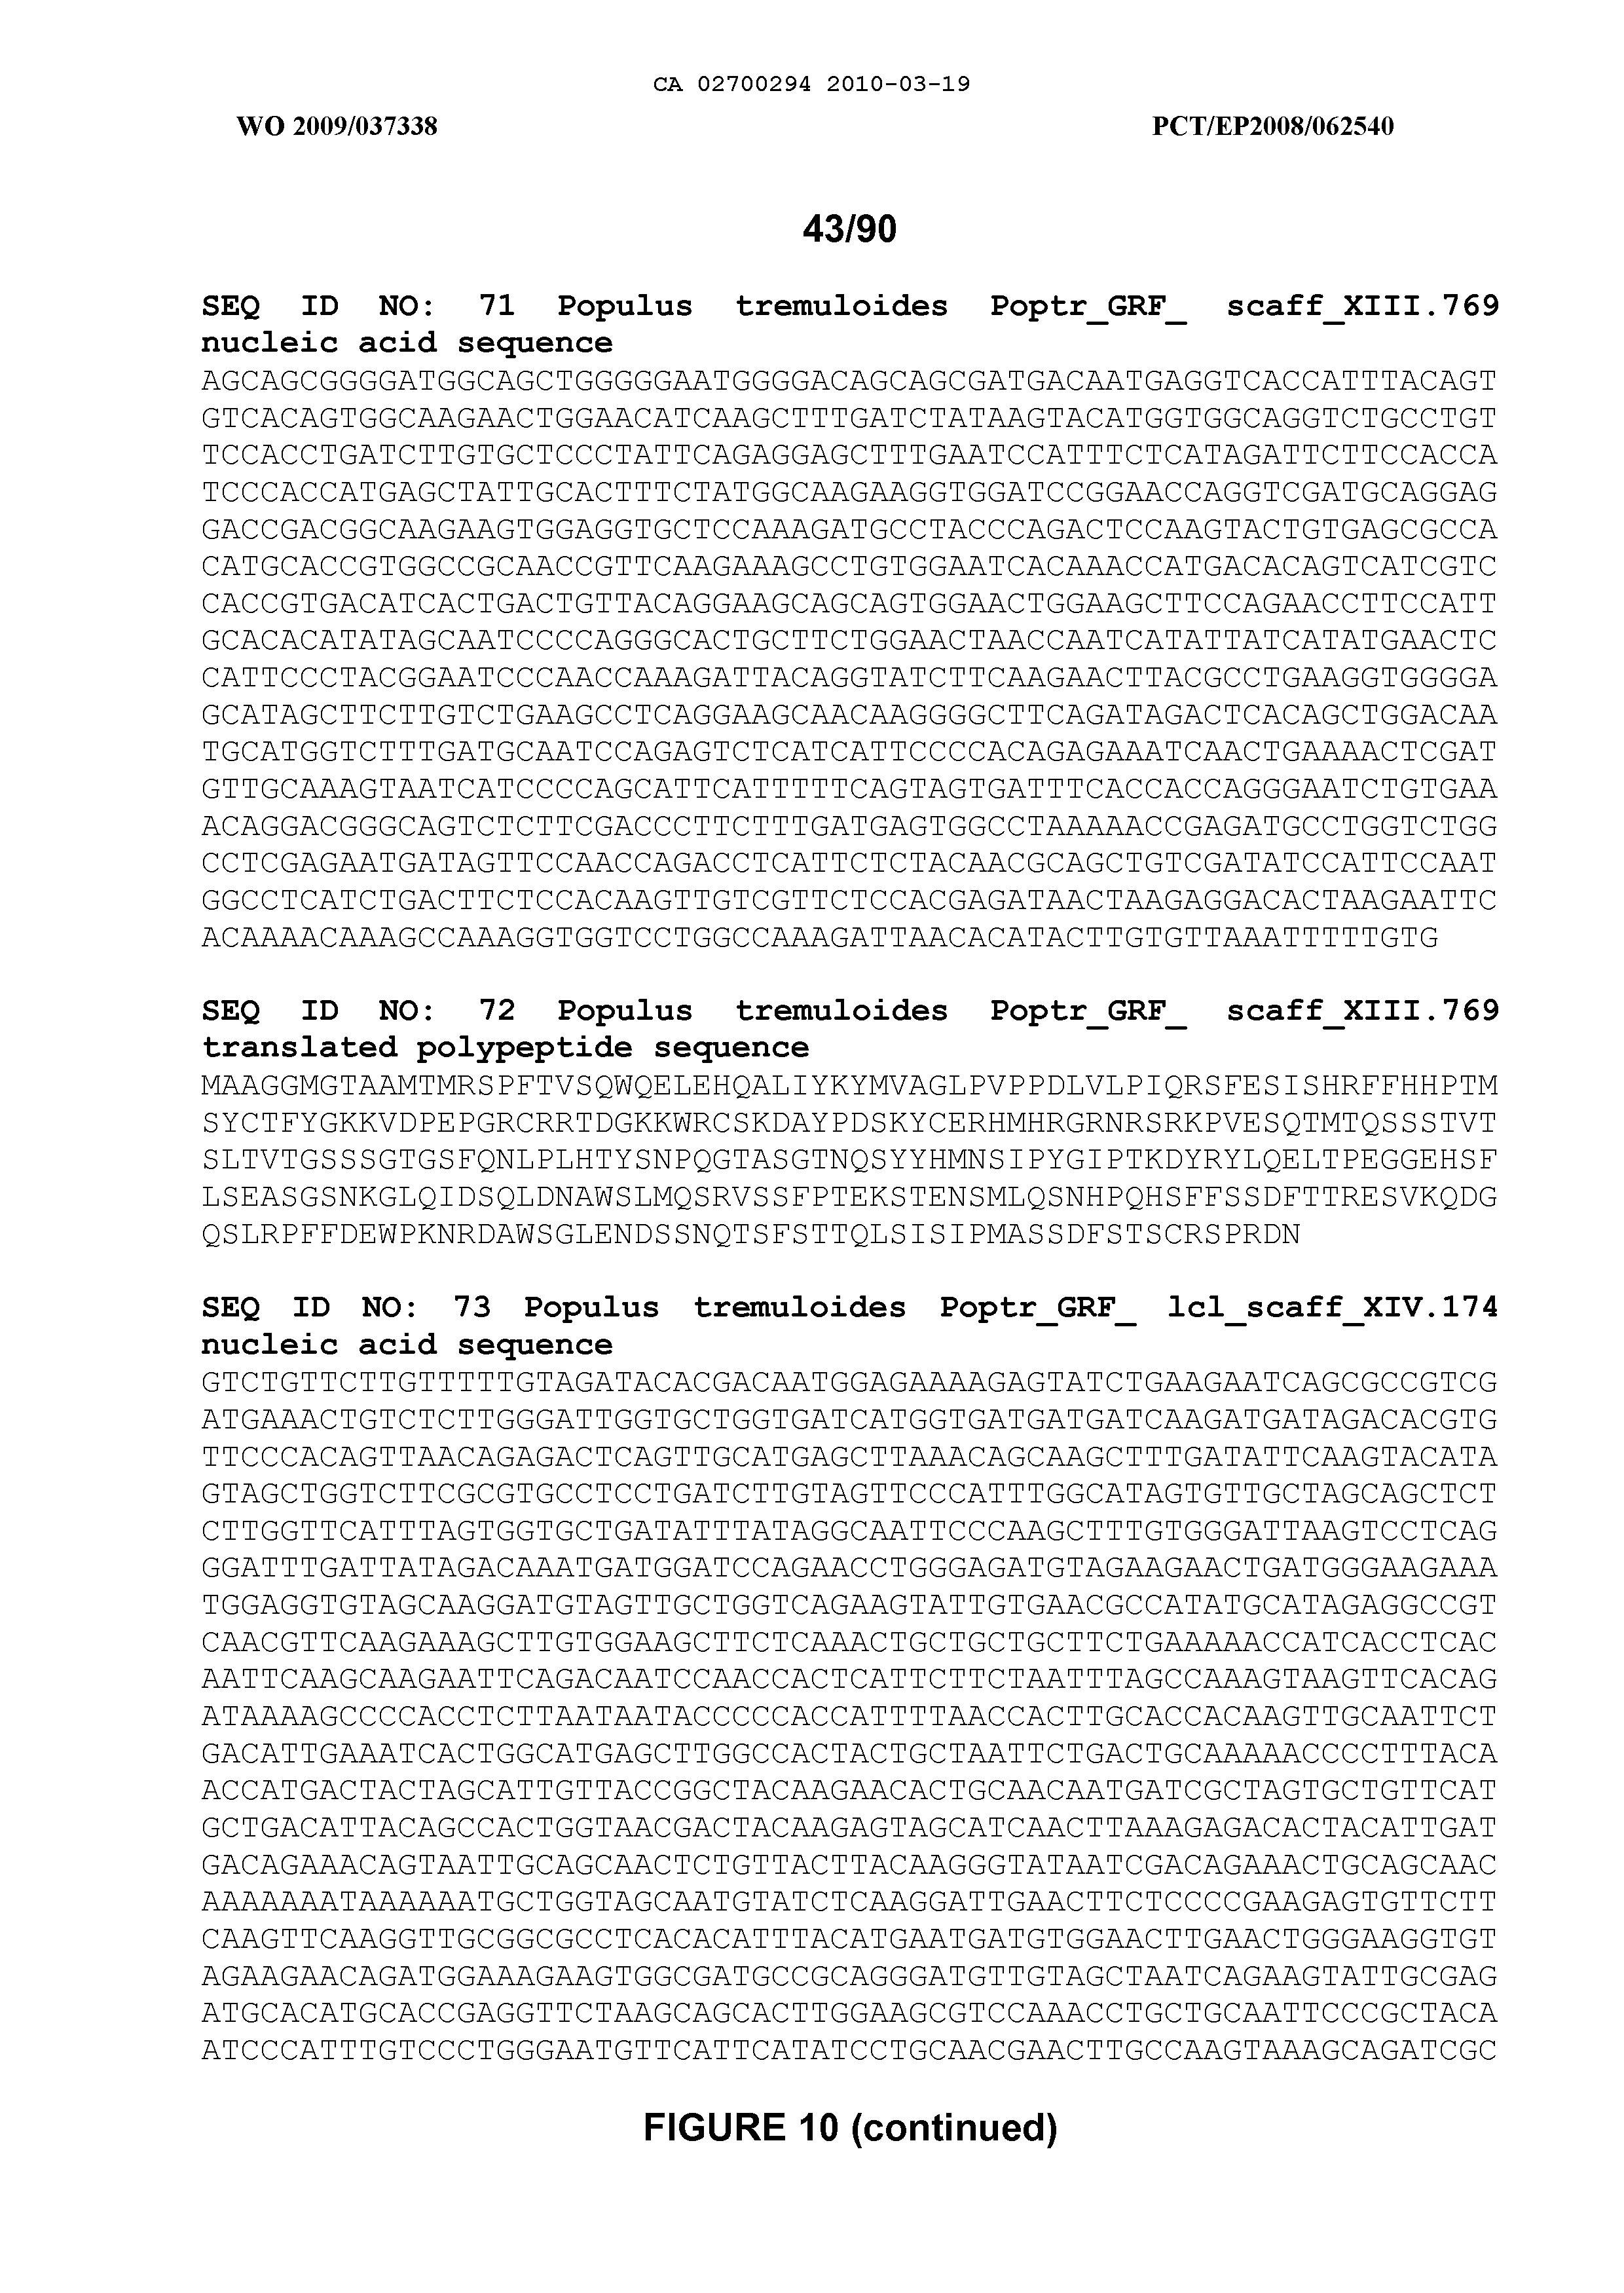 CA 02700294 2010-03-19
WO 2009/037338 PCT/EP2008/062540
43/90
SEQ ID NO: 71 Populus tremuloides Poptr_GRF_ scaff_XIII.769
nucleic acid sequence
AGCAGCGGGGATGGCAGCTGGGGGAATGGGGACAGCAGCGATGACAATGAGGTCACCATTTACAGT
GTCACAGTGGCAAGAACTGGAACATCAAGCTTTGATCTATAAGTACATGGTGGCAGGTCTGCCTGT
TCCACCTGATCTTGTGCTCCCTATTCAGAGGAGCTTTGAATCCATTTCTCATAGATTCTTCCACCA
TCCCACCATGAGCTATTGCACTTTCTATGGCAAGAAGGTGGATCCGGAACCAGGTCGATGCAGGAG
GACCGACGGCAAGAAGTGGAGGTGCTCCAAAGATGCCTACCCAGACTCCAAGTACTGTGAGCGCCA
CATGCACCGTGGCCGCAACCGTTCAAGAAAGCCTGTGGAATCACAAACCATGACACAGTCATCGTC
CACCGTGACATCACTGACTGTTACAGGAAGCAGCAGTGGAACTGGAAGCTTCCAGAACCTTCCATT
GCACACATATAGCAATCCCCAGGGCACTGCTTCTGGAACTAACCAATCATATTATCATATGAACTC
CATTCCCTACGGAATCCCAACCAAAGATTACAGGTATCTTCAAGAACTTACGCCTGAAGGTGGGGA
GCATAGCTTCTTGTCTGAAGCCTCAGGAAGCAACAAGGGGCTTCAGATAGACTCACAGCTGGACAA
TGCATGGTCTTTGATGCAATCCAGAGTCTCATCATTCCCCACAGAGAAATCAACTGAAAACTCGAT
GTTGCAAAGTAATCATCCCCAGCATTCATTTTTCAGTAGTGATTTCACCACCAGGGAATCTGTGAA
ACAGGACGGGCAGTCTCTTCGACCCTTCTTTGATGAGTGGCCTAAAAACCGAGATGCCTGGTCTGG
CCTCGAGAATGATAGTTCCAACCAGACCTCATTCTCTACAACGCAGCTGTCGATATCCATTCCAAT
GGCCTCATCTGACTTCTCCACAAGTTGTCGTTCTCCACGAGATAACTAAGAGGACACTAAGAATTC
ACAAAACAAAGCCAAAGGTGGTCCTGGCCAAAGATTAACACATACTTGTGTTAAATTTTTGTG
SEQ ID NO: 72 Populus tremuloides Poptr_GRF_ scaff_XIII.769
translated polypeptide sequence
MAAGGMGTAAMTMRSPFTVSQWQELEHQALIYKYMVAGLPVPPDLVLPIQRSFESISHRFFHHPTM
SYCTFYGKKVDPEPGRCRRTDGKKWRCSKDAYPDSKYCERHMHRGRNRSRKPVESQTMTQSSSTVT
SLTVTGSSSGTGSFQNLPLHTYSNPQGTASGTNQSYYHMNSIPYGIPTKDYRYLQELTPEGGEHSF
LSEASGSNKGLQIDSQLDNAWSLMQSRVSSFPTEKSTENSMLQSNHPQHSFFSSDFTTRESVKQDG
QSLRPFFDEWPKNRDAWSGLENDSSNQTSFSTTQLSISIPMASSDFSTSCRSPRDN
SEQ ID NO: 73 Populus tremuloides Poptr_GRF_ lcl_scaff_XIV.174
nucleic acid sequence
GTCTGTTCTTGTTTTTGTAGATACACGACAATGGAGAAAAGAGTATCTGAAGAATCAGCGCCGTCG
ATGAAACTGTCTCTTGGGATTGGTGCTGGTGATCATGGTGATGATGATCAAGATGATAGACACGTG
TTCCCACAGTTAACAGAGACTCAGTTGCATGAGCTTAAACAGCAAGCTTTGATATTCAAGTACATA
GTAGCTGGTCTTCGCGTGCCTCCTGATCTTGTAGTTCCCATTTGGCATAGTGTTGCTAGCAGCTCT
CTTGGTTCATTTAGTGGTGCTGATATTTATAGGCAATTCCCAAGCTTTGTGGGATTAAGTCCTCAG
GGATTTGATTATAGACAAATGATGGATCCAGAACCTGGGAGATGTAGAAGAACTGATGGGAAGAAA
TGGAGGTGTAGCAAGGATGTAGTTGCTGGTCAGAAGTATTGTGAACGCCATATGCATAGAGGCCGT
CAACGTTCAAGAAAGCTTGTGGAAGCTTCTCAAACTGCTGCTGCTTCTGAAAAACCATCACCTCAC
AATTCAAGCAAGAATTCAGACAATCCAACCACTCATTCTTCTAATTTAGCCAAAGTAAGTTCACAG
ATAAAAGCCCCACCTCTTAATAATACCCCCACCATTTTAACCACTTGCACCACAAGTTGCAATTCT
GACATTGAAATCACTGGCATGAGCTTGGCCACTACTGCTAATTCTGACTGCAAAAACCCCTTTACA
ACCATGACTACTAGCATTGTTACCGGCTACAAGAACACTGCAACAATGATCGCTAGTGCTGTTCAT
GCTGACATTACAGCCACTGGTAACGACTACAAGAGTAGCATCAACTTAAAGAGACACTACATTGAT
GACAGAAACAGTAATTGCAGCAACTCTGTTACTTACAAGGGTATAATCGACAGAAACTGCAGCAAC
AAAAAAATAAAAAATGCTGGTAGCAATGTATCTCAAGGATTGAACTTCTCCCCGAAGAGTGTTCTT
CAAGTTCAAGGTTGCGGCGCCTCACACATTTACATGAATGATGTGGAACTTGAACTGGGAAGGTGT
AGAAGAACAGATGGAAAGAAGTGGCGATGCCGCAGGGATGTTGTAGCTAATCAGAAGTATTGCGAG
ATGCACATGCACCGAGGTTCTAAGCAGCACTTGGAAGCGTCCAAACCTGCTGCAATTCCCGCTACA
ATCCCATTTGTCCCTGGGAATGTTCATTCATATCCTGCAACGAACTTGCCAAGTAAAGCAGATCGC
FIGURE 10 (continued)